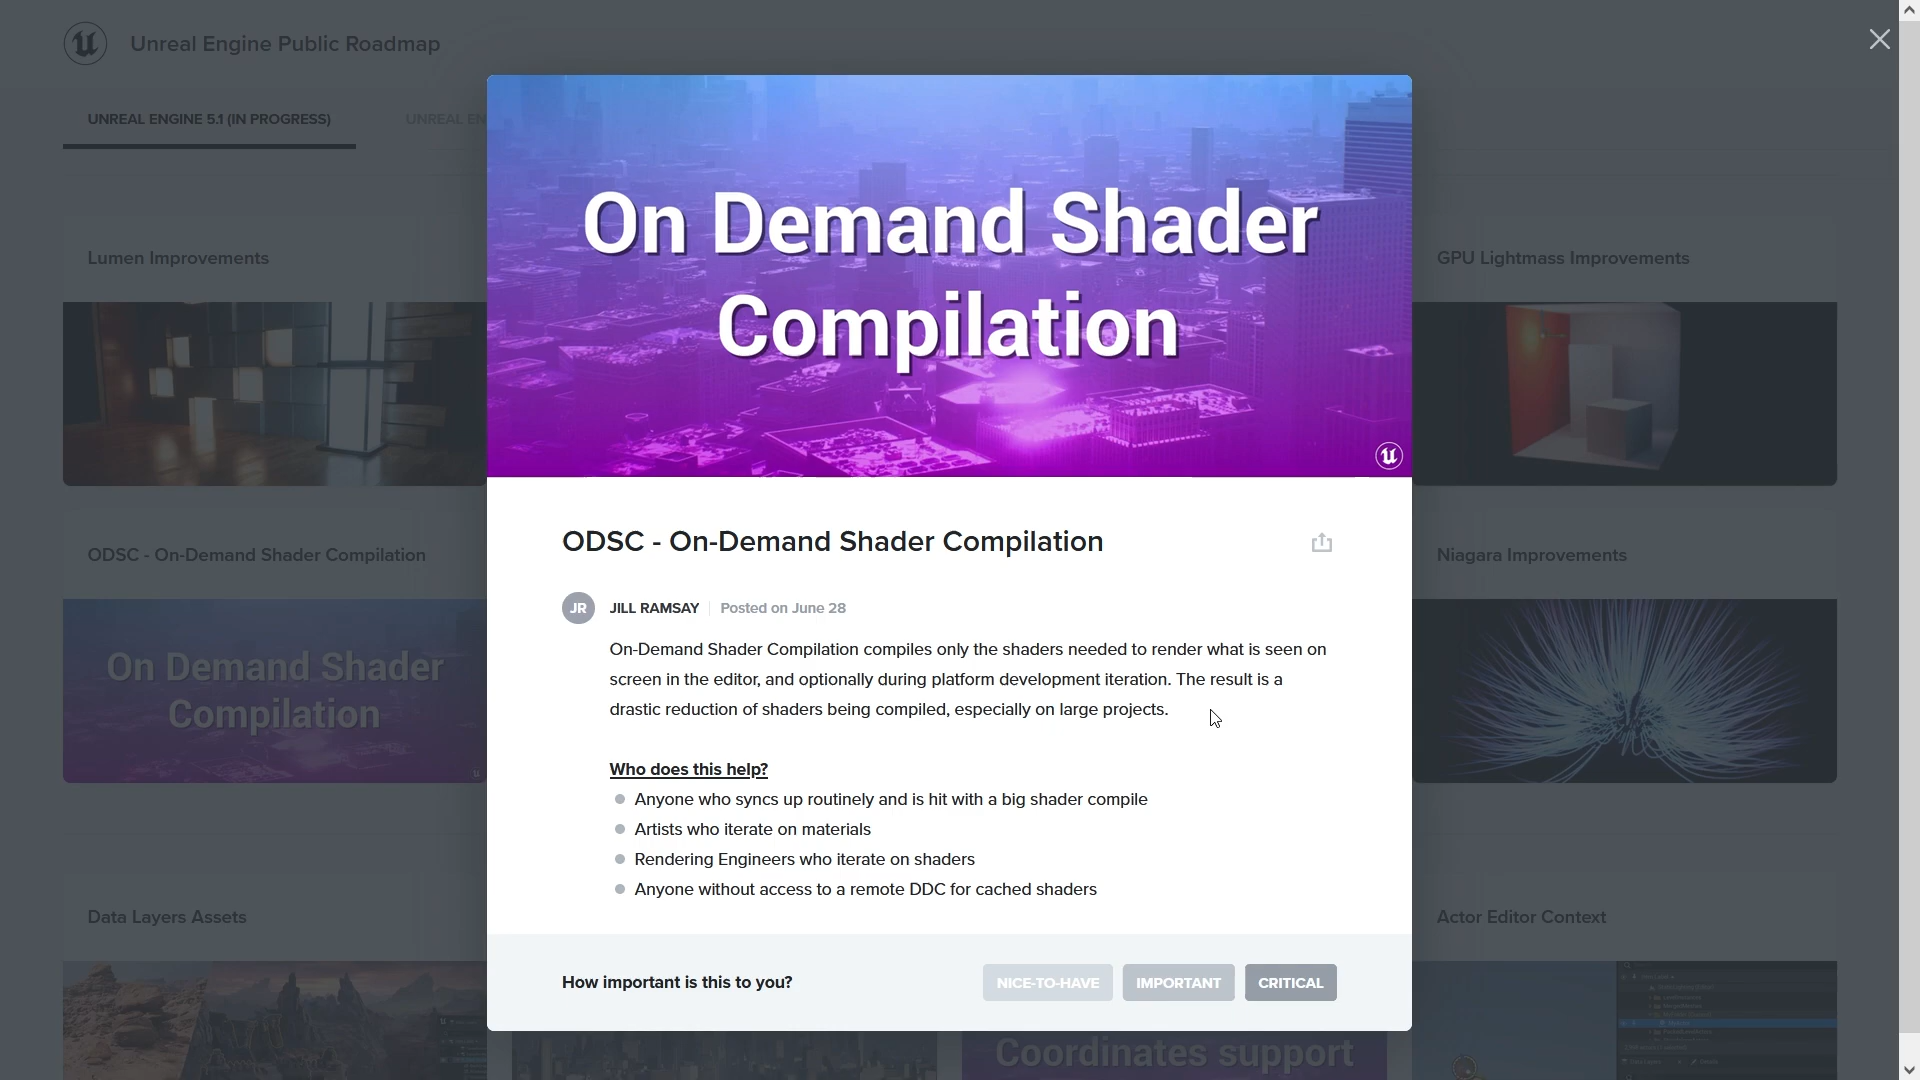 Unreal Engine Public Roadmap
UNREAL ENGINE 5.1 (IN PROGRESS)
UNREAL EN
On Demand Shader
Compilation
Lumen Improvements
GPU Lightmass Improvements
ODSC - On-Demand Shader Compilation
ODSC - On-Demand Shader Compilation
Niagara Improvements
On Demand Shader
Compilation
JR
JILL RAMSAY
Posted on June 28
On-Demand Shader Compilation compiles only the shaders needed to render what is seen on
screen in the editor, and optionally during platform development iteration. The result is a
drastic reduction of shaders being compiled, especially on large projects.
Who does this help?
Anyone who syncs up routinely and is hit with a big shader compile
Artists who iterate on materials
Rendering Engineers who iterate on shaders
Anyone without access to a remote DDC for cached shaders
Data Layers Assets
Actor Editor Context
How important is this to you?
NICE-TO-HAVE
IMPORTANT
CRITICAL
Coordinates support